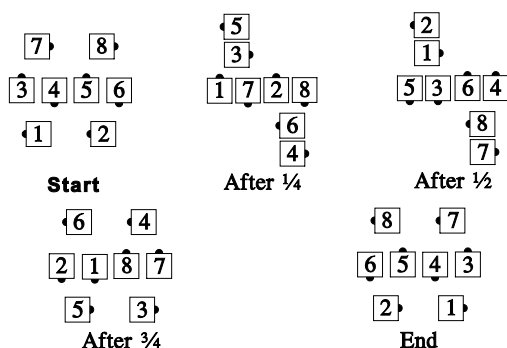 7 8
3 4 5 6
1 2
Start
5
3
1 7 2 8
6
4
After ¼
2
1
5 3 6 4
8
7
After ½
6 4
2 1 8 7
5 3
After ¾
8 7
6 5 4 3
2 1
End